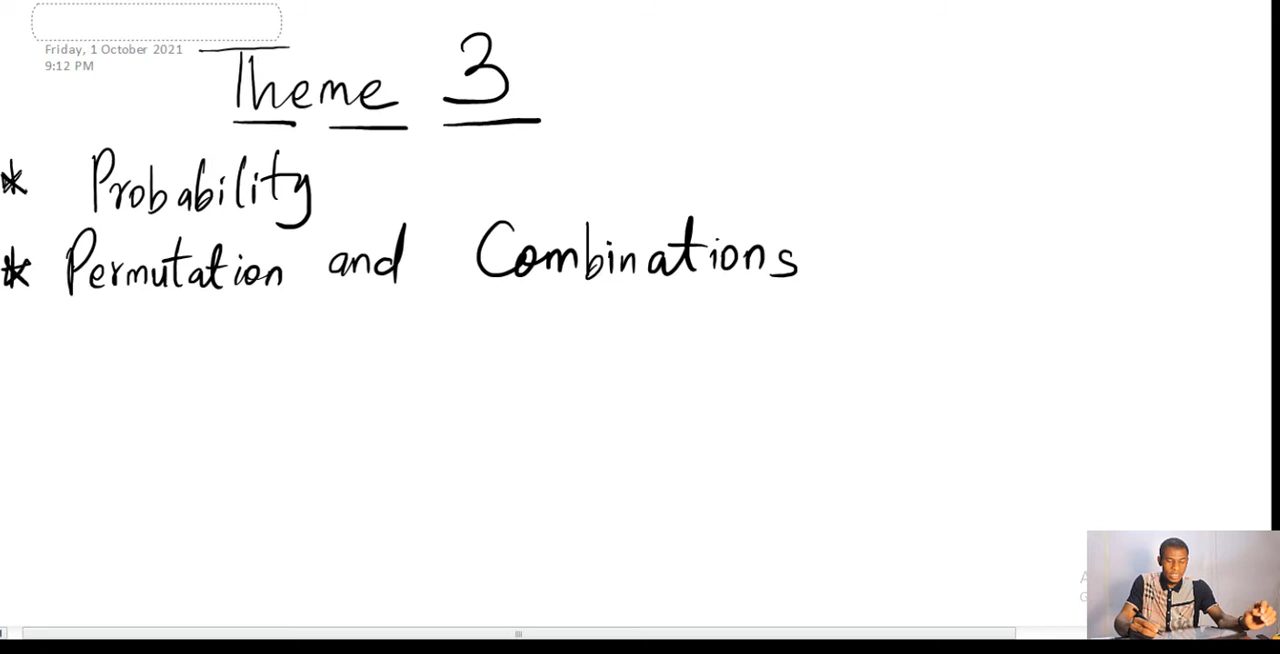 Friday, 1 October 2021
9:12 PM
Theme 3
* Probability
* Permutation and Combinations